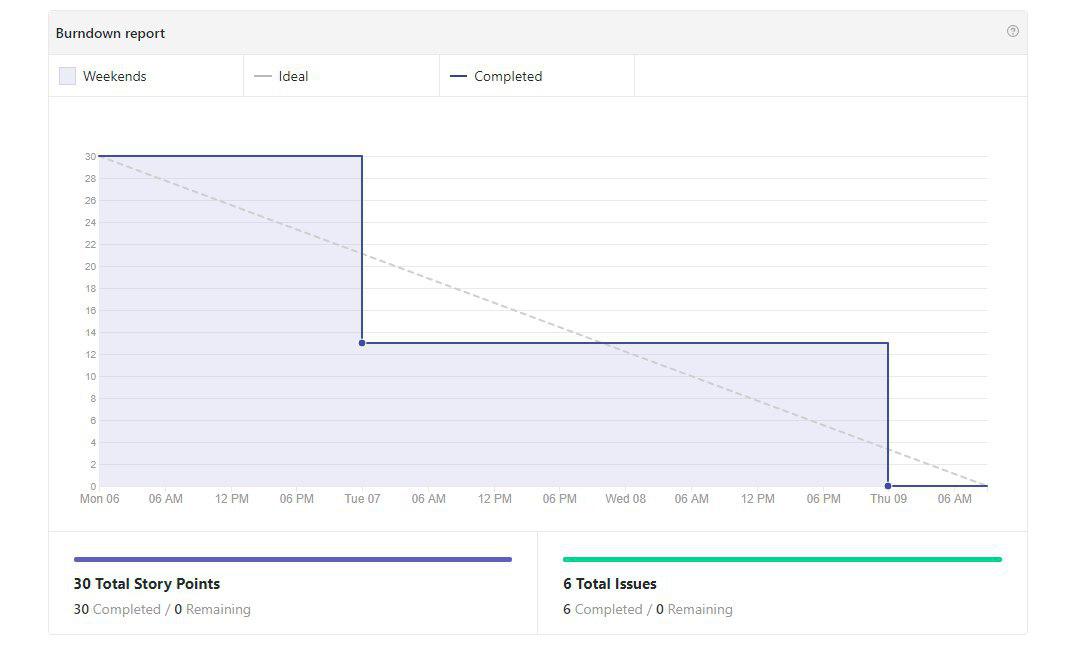 Burndown report
Weekends Ideal Completed
30
28
26
24
22
20
18
16
14
12
10
8
6
4
2
0
Mon 06 06 AM 12 PM 06 PM Tue 07 06 AM 12 PM 06 PM Wed 08 06 AM 12 PM 06 PM Thu 09 06 AM
30 Total Story Points
30 Completed / 0 Remaining
6 Total Issues
6 Completed / 0 Remaining